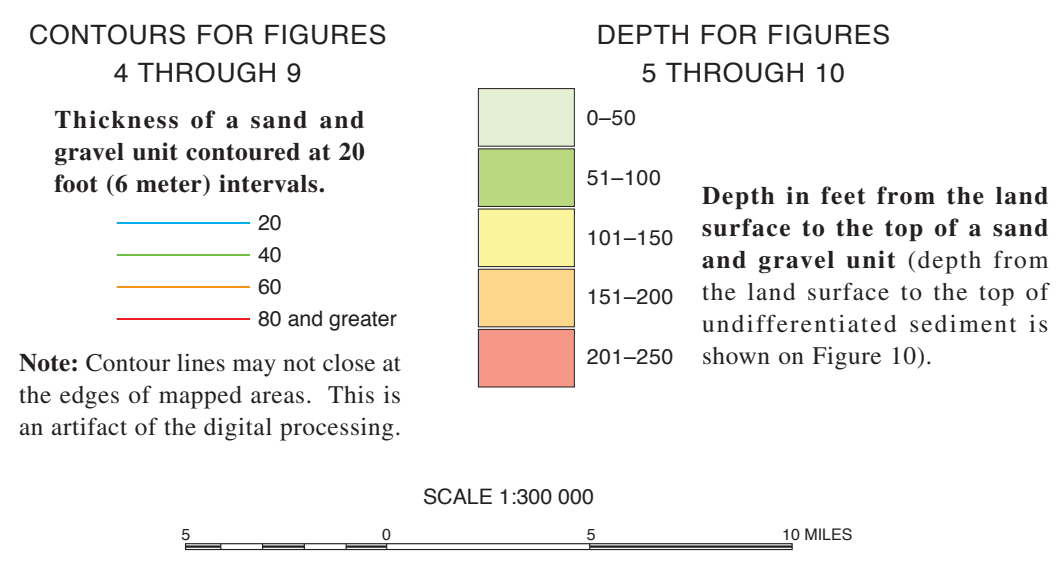 CONTOURS FOR FIGURES
4 THROUGH 9
Thickness of a sand and
gravel unit contoured at 20
foot (6 meter) intervals.
20
40
60
80 and greater
Note: Contour lines may not close at
the edges of mapped areas. This is
an artifact of the digital processing.
DEPTH FOR FIGURES
5 THROUGH 10
0–50
51–100
101–150
151–200
201–250
Depth in feet from the land
surface to the top of a sand
and gravel unit (depth from
the land surface to the top of
undifferentiated sediment is
shown on Figure 10).
SCALE 1:300 000
5 0 5 10 MILES